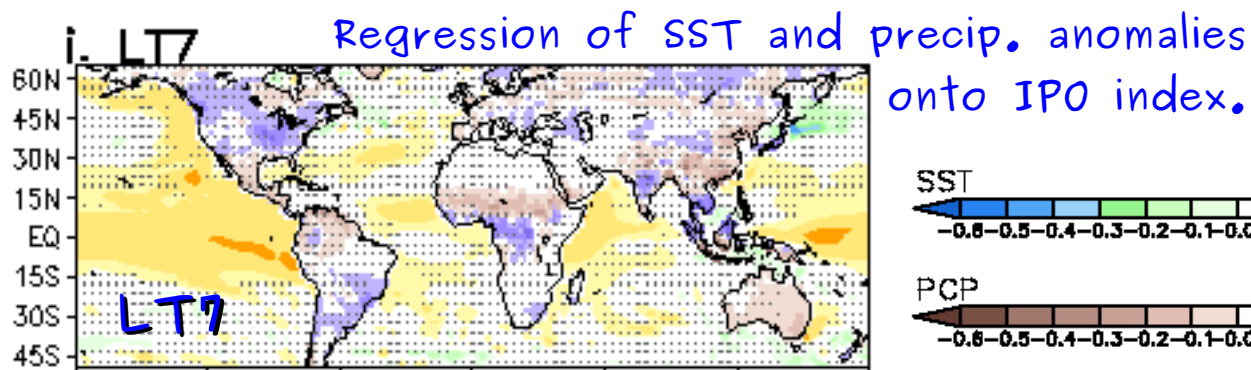 i. LT7
Regression of SST and precip. anomalies
onto IPO index.
60N
45N
30N
15N
EQ
15S
30S
45S
LT7
SST
-0.6-0.5-0.4-0.3-0.2-0.1-0.0
PCP
-0.6-0.5-0.4-0.3-0.2-0.1-0.0